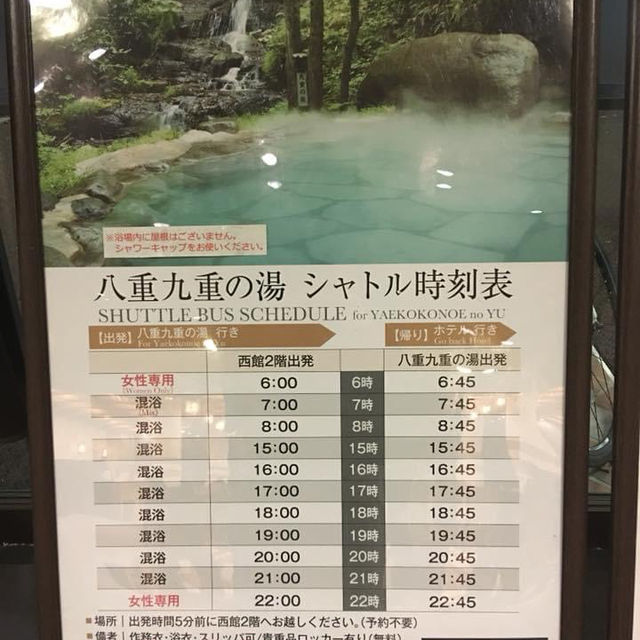 ※浴場内に屋根はございません。
シャワーキャップをお使いください。
八重九重の湯 シャトル時刻表
SHUTTLE BUS SCHEDULE for YAEKOKONOE no YU
【出発】八重九重の湯 行き 【帰り】ホテル 行き
For Yaekokonoe no Yu Go back Hotel
西館2階出発 八重九重の湯出発
女性専用 6:00 6時 6:45
(Women Only)
混浴 7:00 7時 7:45
(Mix)
混浴 8:00 8時 8:45
混浴 15:00 15時 15:45
混浴 16:00 16時 16:45
混浴 17:00 17時 17:45
混浴 18:00 18時 18:45
混浴 19:00 19時 19:45
混浴 20:00 20時 20:45
混浴 21:00 21時 21:45
女性専用 22:00 22時 22:45
■場所│出発時間5分前に西館2階へお越しください。(予約不要)
■備考│作務衣・浴衣・スリッパ可/貴重品ロッカー有り(無料)